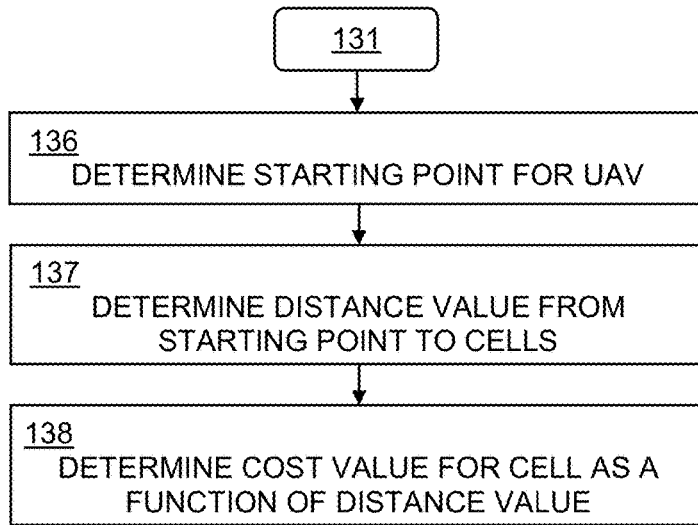 131
136
DETERMINE STARTING POINT FOR UAV
137
DETERMINE DISTANCE VALUE FROM
STARTING POINT TO CELLS
138
DETERMINE COST VALUE FOR CELL AS A
FUNCTION OF DISTANCE VALUE